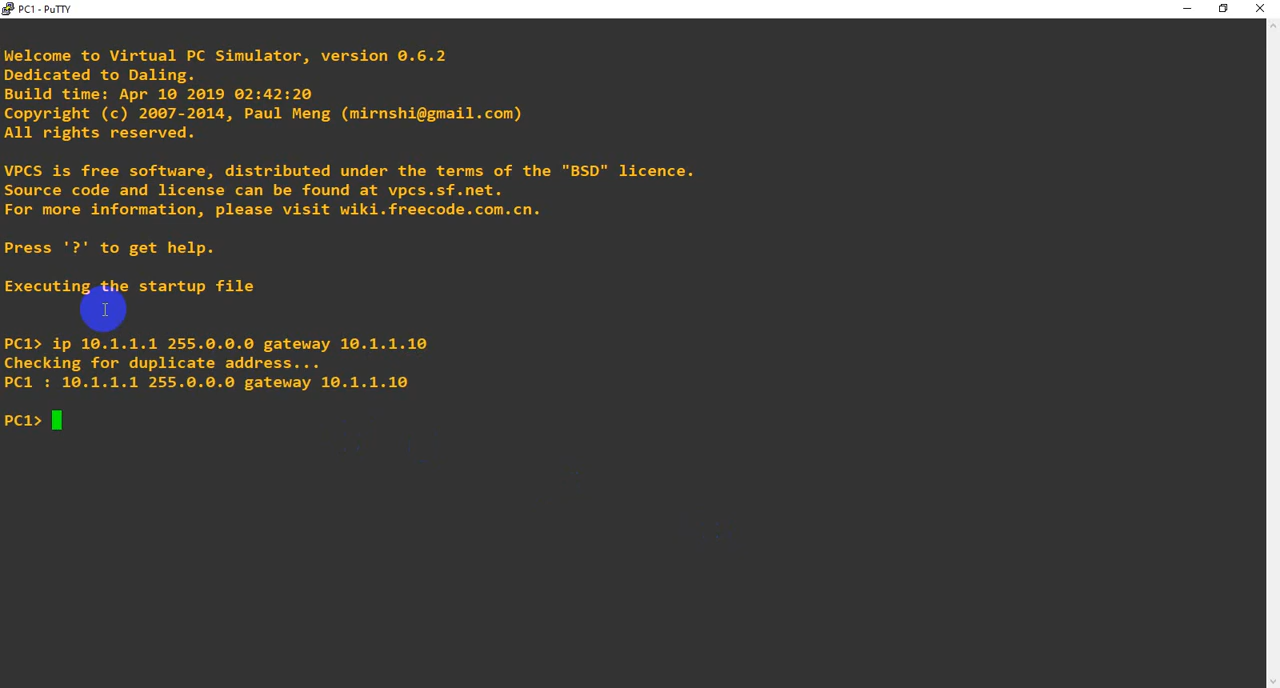 PC1 - PuTTY
Welcome to Virtual PC Simulator, version 0.6.2
Dedicated to Daling.
Build time: Apr 10 2019 02:42:20
Copyright (c) 2007-2014, Paul Meng (mirnshi@gmail.com)
All rights reserved.
VPCS is free software, distributed under the terms of the "BSD" licence.
Source code and license can be found at vpcs.sf.net.
For more information, please visit wiki.freecode.com.cn.
Press '?' to get help.
Executing the startup file
PC1> ip 10.1.1.1 255.0.0.0 gateway 10.1.1.10
Checking for duplicate address...
PC1 : 10.1.1.1 255.0.0.0 gateway 10.1.1.10
PC1>